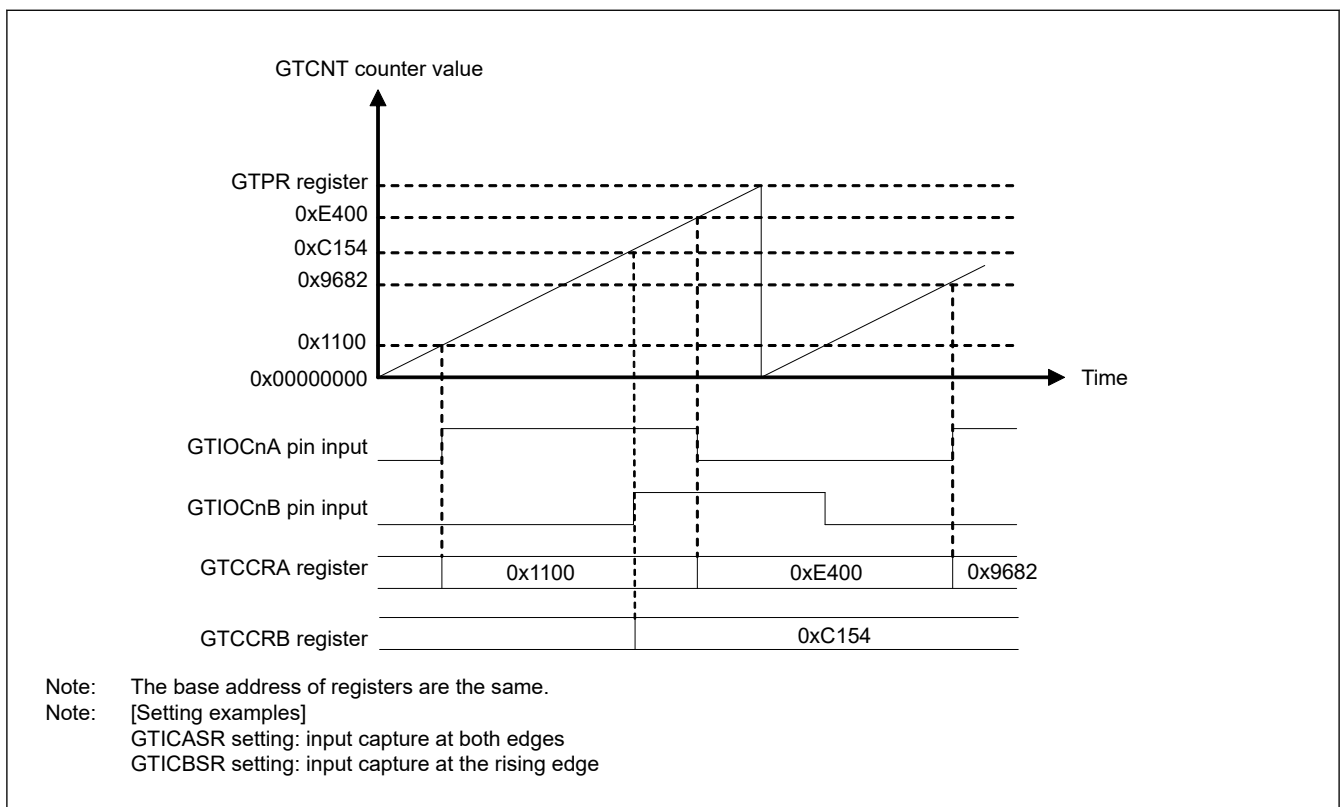 GTCNT counter value
GTPR register
0xE400
0xC154
0x9682
0x1100
0x00000000
Time
GTIOCnA pin input
GTIOCnB pin input
GTCCRA register 0x1100 0xE400 0x9682
GTCCRB register 0xC154
Note: The base address of registers are the same.
Note: [Setting examples]
GTICASR setting: input capture at both edges
GTICBSR setting: input capture at the rising edge